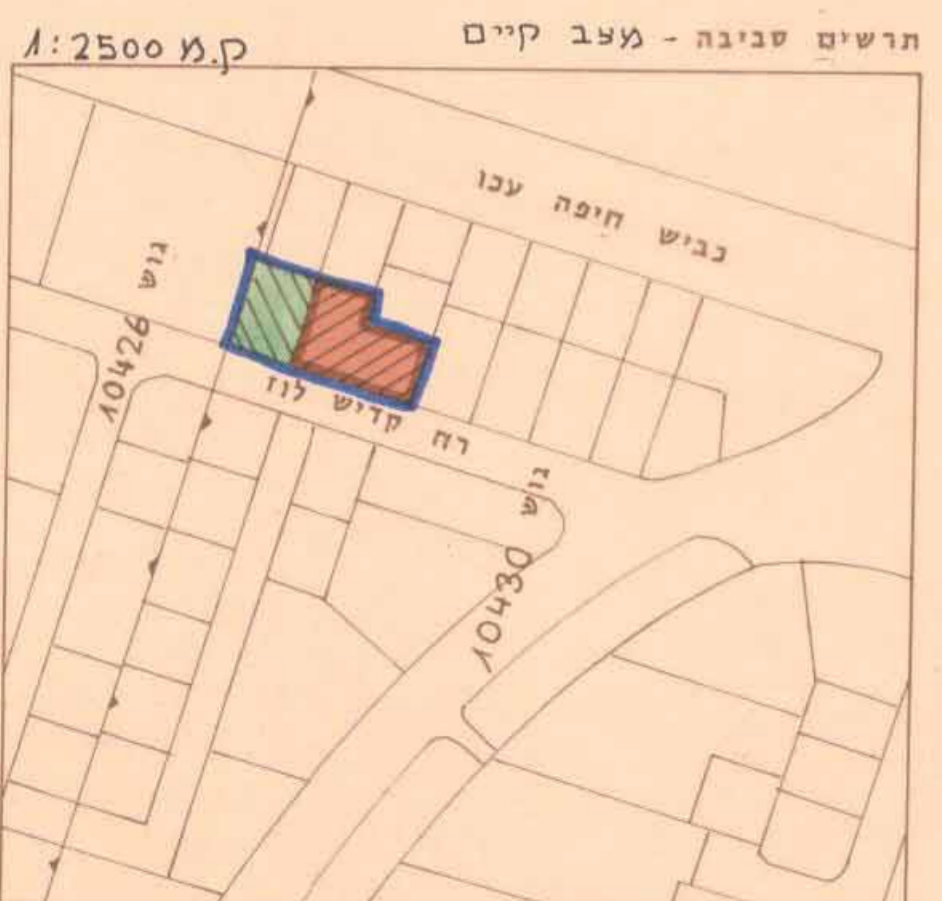 תרשים סביבה - מצב קיים
ק.מ 1:2500
כביש חיפה עכו
גוש 10426
רח קדיש לוז
גוש 10430